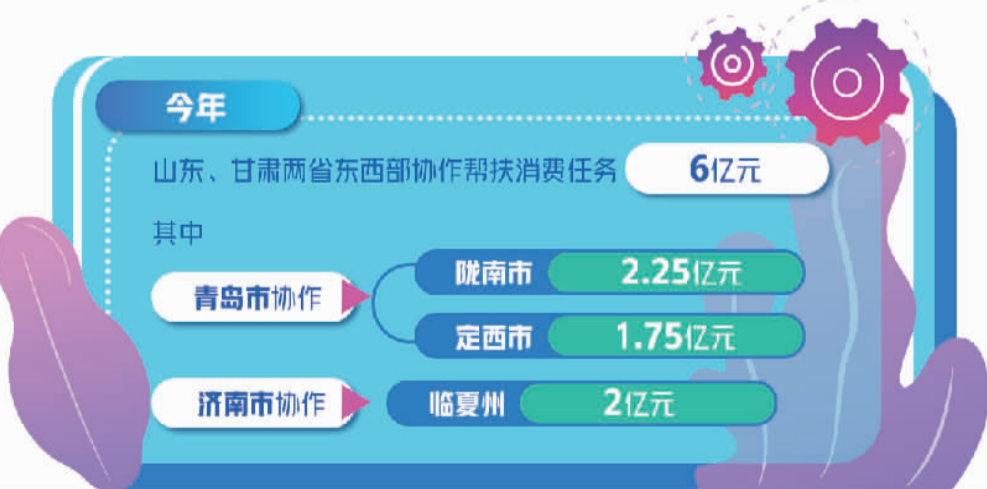 今年
山东、甘肃两省东西部协作帮扶消费任务 6亿元
其中
青岛市协作
陇南市 2.25亿元
定西市 1.75亿元
济南市协作 临夏州 2亿元